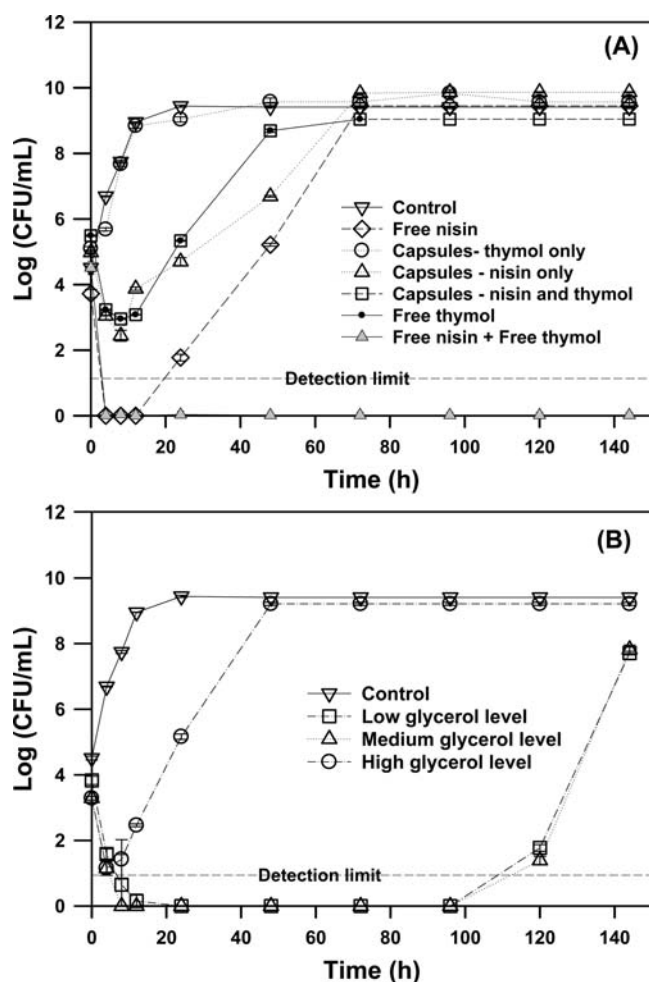 (A)
12
10
8
6
4
2
0
Log (CFU/mL)
Control
Free nisin
Capsules- thymol only
Capsules - nisin only
Capsules - nisin and thymol
Free thymol
Free nisin + Free thymol
Detection limit
0 20 40 60 80 100 120 140
Time (h)
(B)
12
10
8
6
4
2
0
Log (CFU/mL)
Control
Low glycerol level
Medium glycerol level
High glycerol level
Detection limit
0 20 40 60 80 100 120 140
Time (h)